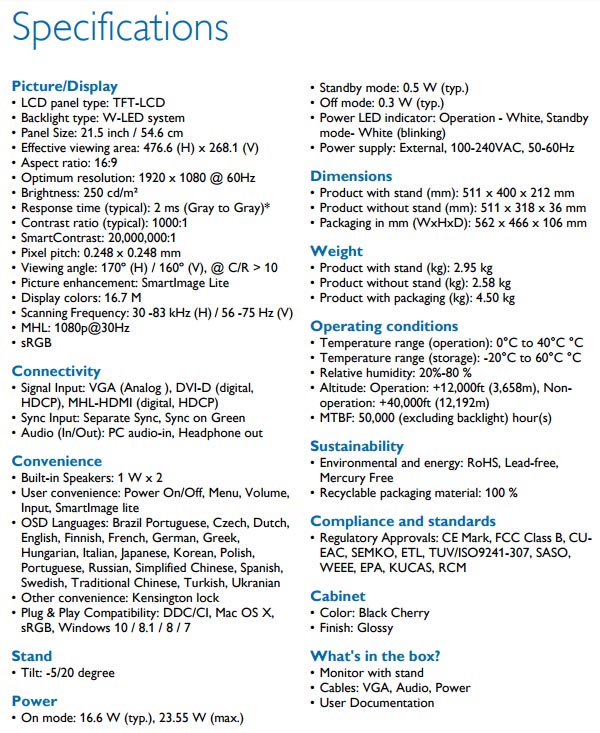 Specifications
Picture/Display
• LCD panel type: TFT-LCD
• Backlight type: W-LED system
• Panel Size: 21.5 inch / 54.6 cm
• Effective viewing area: 476.6 (H) x 268.1 (V)
• Aspect ratio: 16:9
• Optimum resolution: 1920 x 1080 @ 60Hz
• Brightness: 250 cd/m²
• Response time (typical): 2 ms (Gray to Gray)*
• Contrast ratio (typical): 1000:1
• SmartContrast: 20,000,000:1
• Pixel pitch: 0.248 x 0.248 mm
• Viewing angle: 170º (H) / 160º (V), @ C/R > 10
• Picture enhancement: SmartImage Lite
• Display colors: 16.7 M
• Scanning Frequency: 30 -83 kHz (H) / 56 -75 Hz (V)
• MHL: 1080p@30Hz
• sRGB
Connectivity
• Signal Input: VGA (Analog ), DVI-D (digital,
HDCP), MHL-HDMI (digital, HDCP)
• Sync Input: Separate Sync, Sync on Green
• Audio (In/Out): PC audio-in, Headphone out
Convenience
• Built-in Speakers: 1 W x 2
• User convenience: Power On/Off, Menu, Volume,
Input, SmartImage lite
• OSD Languages: Brazil Portuguese, Czech, Dutch,
English, Finnish, French, German, Greek,
Hungarian, Italian, Japanese, Korean, Polish,
Portuguese, Russian, Simplified Chinese, Spanish,
Swedish, Traditional Chinese, Turkish, Ukranian
• Other convenience: Kensington lock
• Plug & Play Compatibility: DDC/CI, Mac OS X,
sRGB, Windows 10 / 8.1 / 8 / 7
Stand
• Tilt: -5/20 degree
Power
• On mode: 16.6 W (typ.), 23.55 W (max.)
• Standby mode: 0.5 W (typ.)
• Off mode: 0.3 W (typ.)
• Power LED indicator: Operation - White, Standby
mode- White (blinking)
• Power supply: External, 100-240VAC, 50-60Hz
Dimensions
• Product with stand (mm): 511 x 400 x 212 mm
• Product without stand (mm): 511 x 318 x 36 mm
• Packaging in mm (WxHxD): 562 x 466 x 106 mm
Weight
• Product with stand (kg): 2.95 kg
• Product without stand (kg): 2.58 kg
• Product with packaging (kg): 4.50 kg
Operating conditions
• Temperature range (operation): 0°C to 40°C °C
• Temperature range (storage): -20°C to 60°C °C
• Relative humidity: 20%-80 %
• Altitude: Operation: +12,000ft (3,658m), Non-
operation: +40,000ft (12,192m)
• MTBF: 50,000 (excluding backlight) hour(s)
Sustainability
• Environmental and energy: RoHS, Lead-free,
Mercury Free
• Recyclable packaging material: 100 %
Compliance and standards
• Regulatory Approvals: CE Mark, FCC Class B, CU-
EAC, SEMKO, ETL, TUV/ISO9241-307, SASO,
WEEE, EPA, KUCAS, RCM
Cabinet
• Color: Black Cherry
• Finish: Glossy
What's in the box?
• Monitor with stand
• Cables: VGA, Audio, Power
• User Documentation